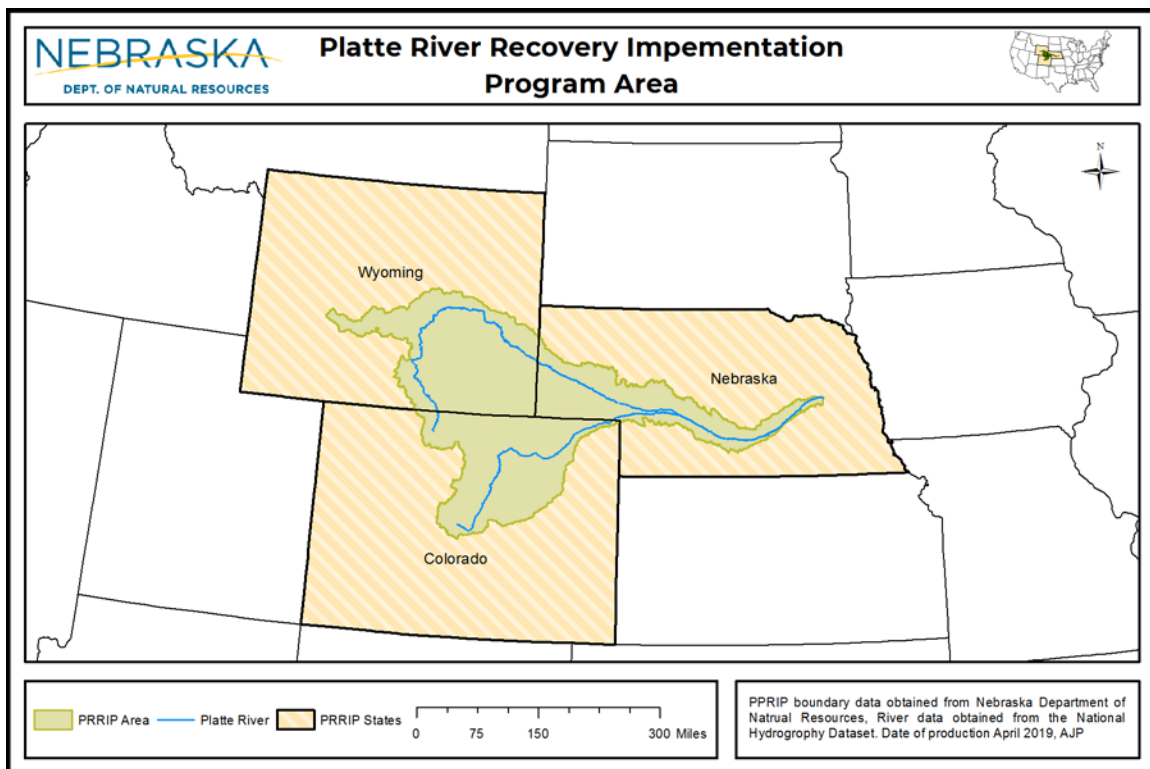 NEBRASKA
DEPT. OF NATURAL RESOURCES
Platte River Recovery Impementation
Program Area
N
Wyoming
Nebraska
Colorado
PRRIP Area
Platte River
PRRIP States
0 75 150 300 Miles
PPRIP boundary data obtained from Nebraska Department of
Natrual Resources, River data obtained from the National
Hydrogrophy Dataset. Date of production April 2019, AJP